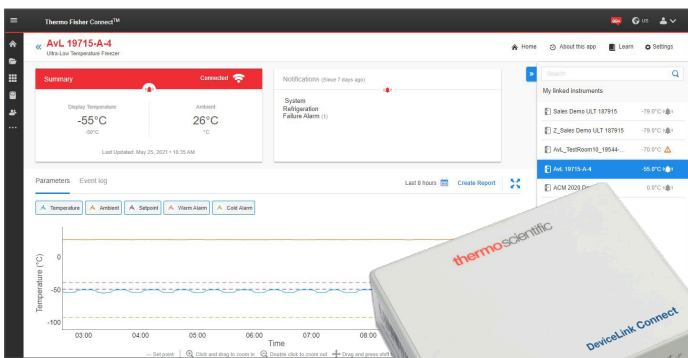 Thermo Fisher Connect™
US
« AvL 19715-A-4
Ultra-Low Temperature Freezer
Home
About this app
Learn
Settings
Summary
Connected
Display Temperature
Ambient
-55°C
26°C
-50°C
°C
Last Updated: May 25, 2021 • 10:35 AM
Notifications (Since 7 days ago)
System
Refrigeration
Failure Alarm (1)
»
Search
My linked instruments
Sales Demo ULT 187915 -79.0°C
Z_Sales Demo ULT 187915 -79.0°C
AvL_TestRoom10_19544-... -70.0°C
AvL 19715-A-4 -55.0°C
ACM 2020 0.0°C
Parameters
Event log
Last 8 hours
Create Report
Temperature
Ambient
Setpoint
Warm Alarm
Cold Alarm
Temperature (°C)
0
-50
-100
03:00 04:00 05:00 06:00 07:00 08:00
Time
Set point
Click and drag to zoom in
Double click to zoom out
Drag and press shift
thermoscientific
DeviceLink Connect